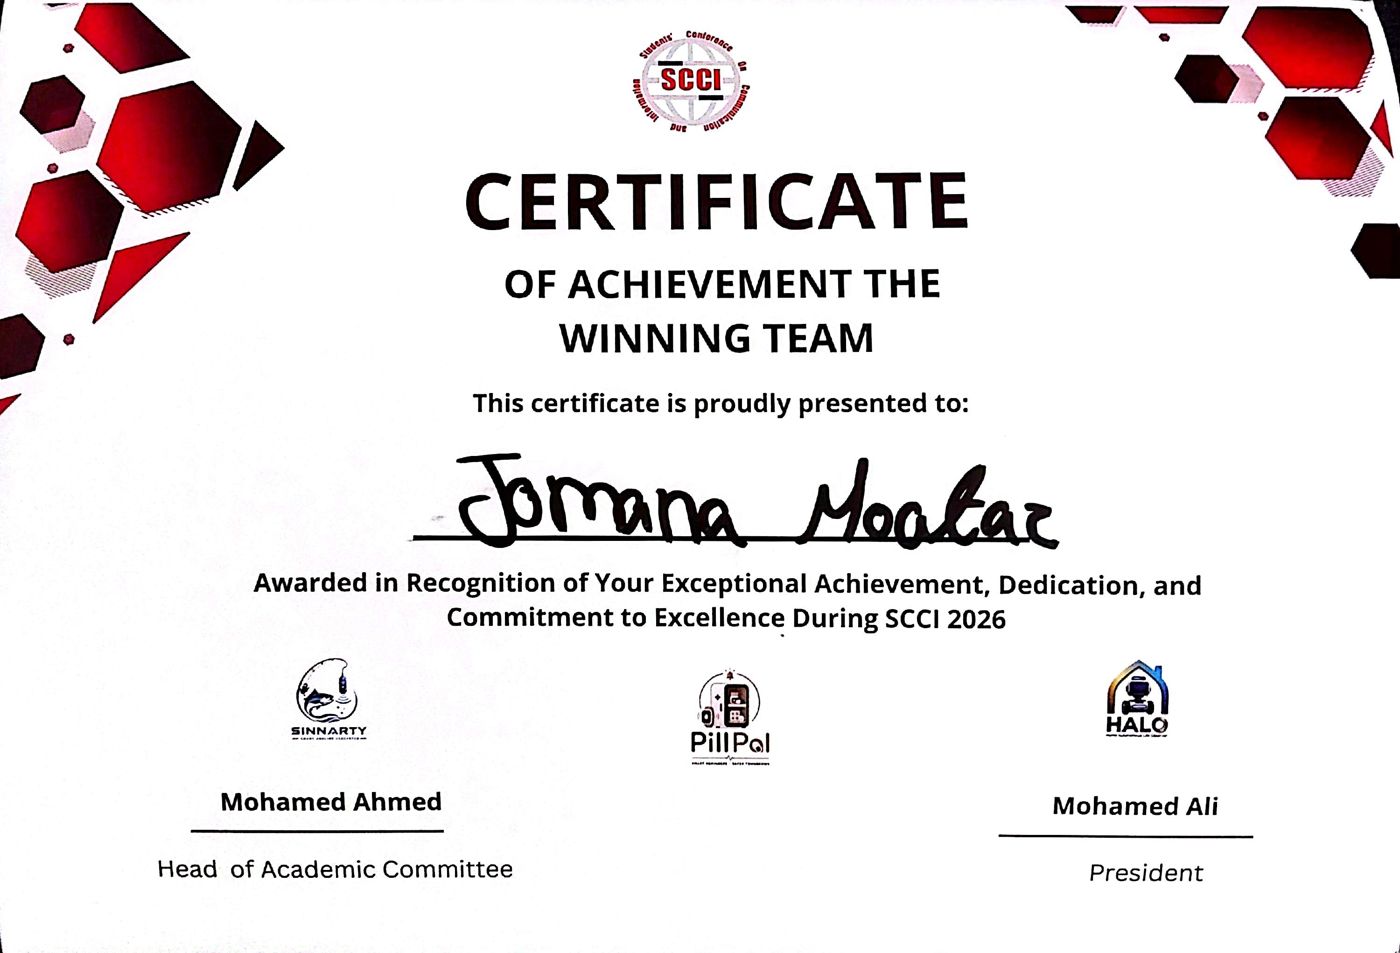 Students' Conference On Communication and Information
SCCI
CERTIFICATE
OF ACHIEVEMENT THE
WINNING TEAM
This certificate is proudly presented to:
Jomana Moataz
Awarded in Recognition of Your Exceptional Achievement, Dedication, and
Commitment to Excellence During SCCI 2026
SINNARTY
PillPal
HALO
Mohamed Ahmed
Mohamed Ali
Head of Academic Committee
President